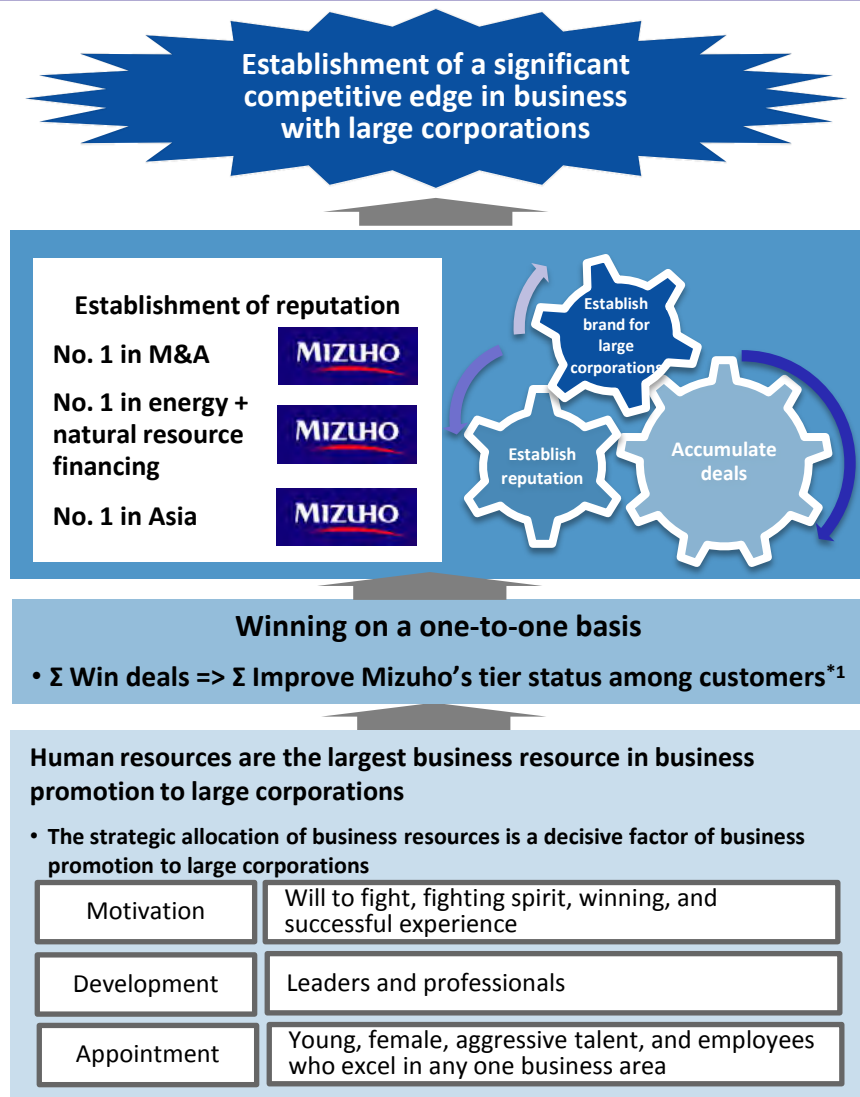 Establishment of a significant
competitive edge in business
with large corporations
Establishment of reputation
No. 1 in M&A
MIZUHO
No. 1 in energy +
natural resource
financing
MIZUHO
No. 1 in Asia
MIZUHO
Establish
brand for
large
corporations
Establish
reputation
Accumulate
deals
Winning on a one-to-one basis
• Σ Win deals => Σ Improve Mizuho's tier status among customers*1
Human resources are the largest business resource in business
promotion to large corporations
• The strategic allocation of business resources is a decisive factor of business
promotion to large corporations
Motivation
Will to fight, fighting spirit, winning, and
successful experience
Development
Leaders and professionals
Appointment
Young, female, aggressive talent, and employees
who excel in any one business area